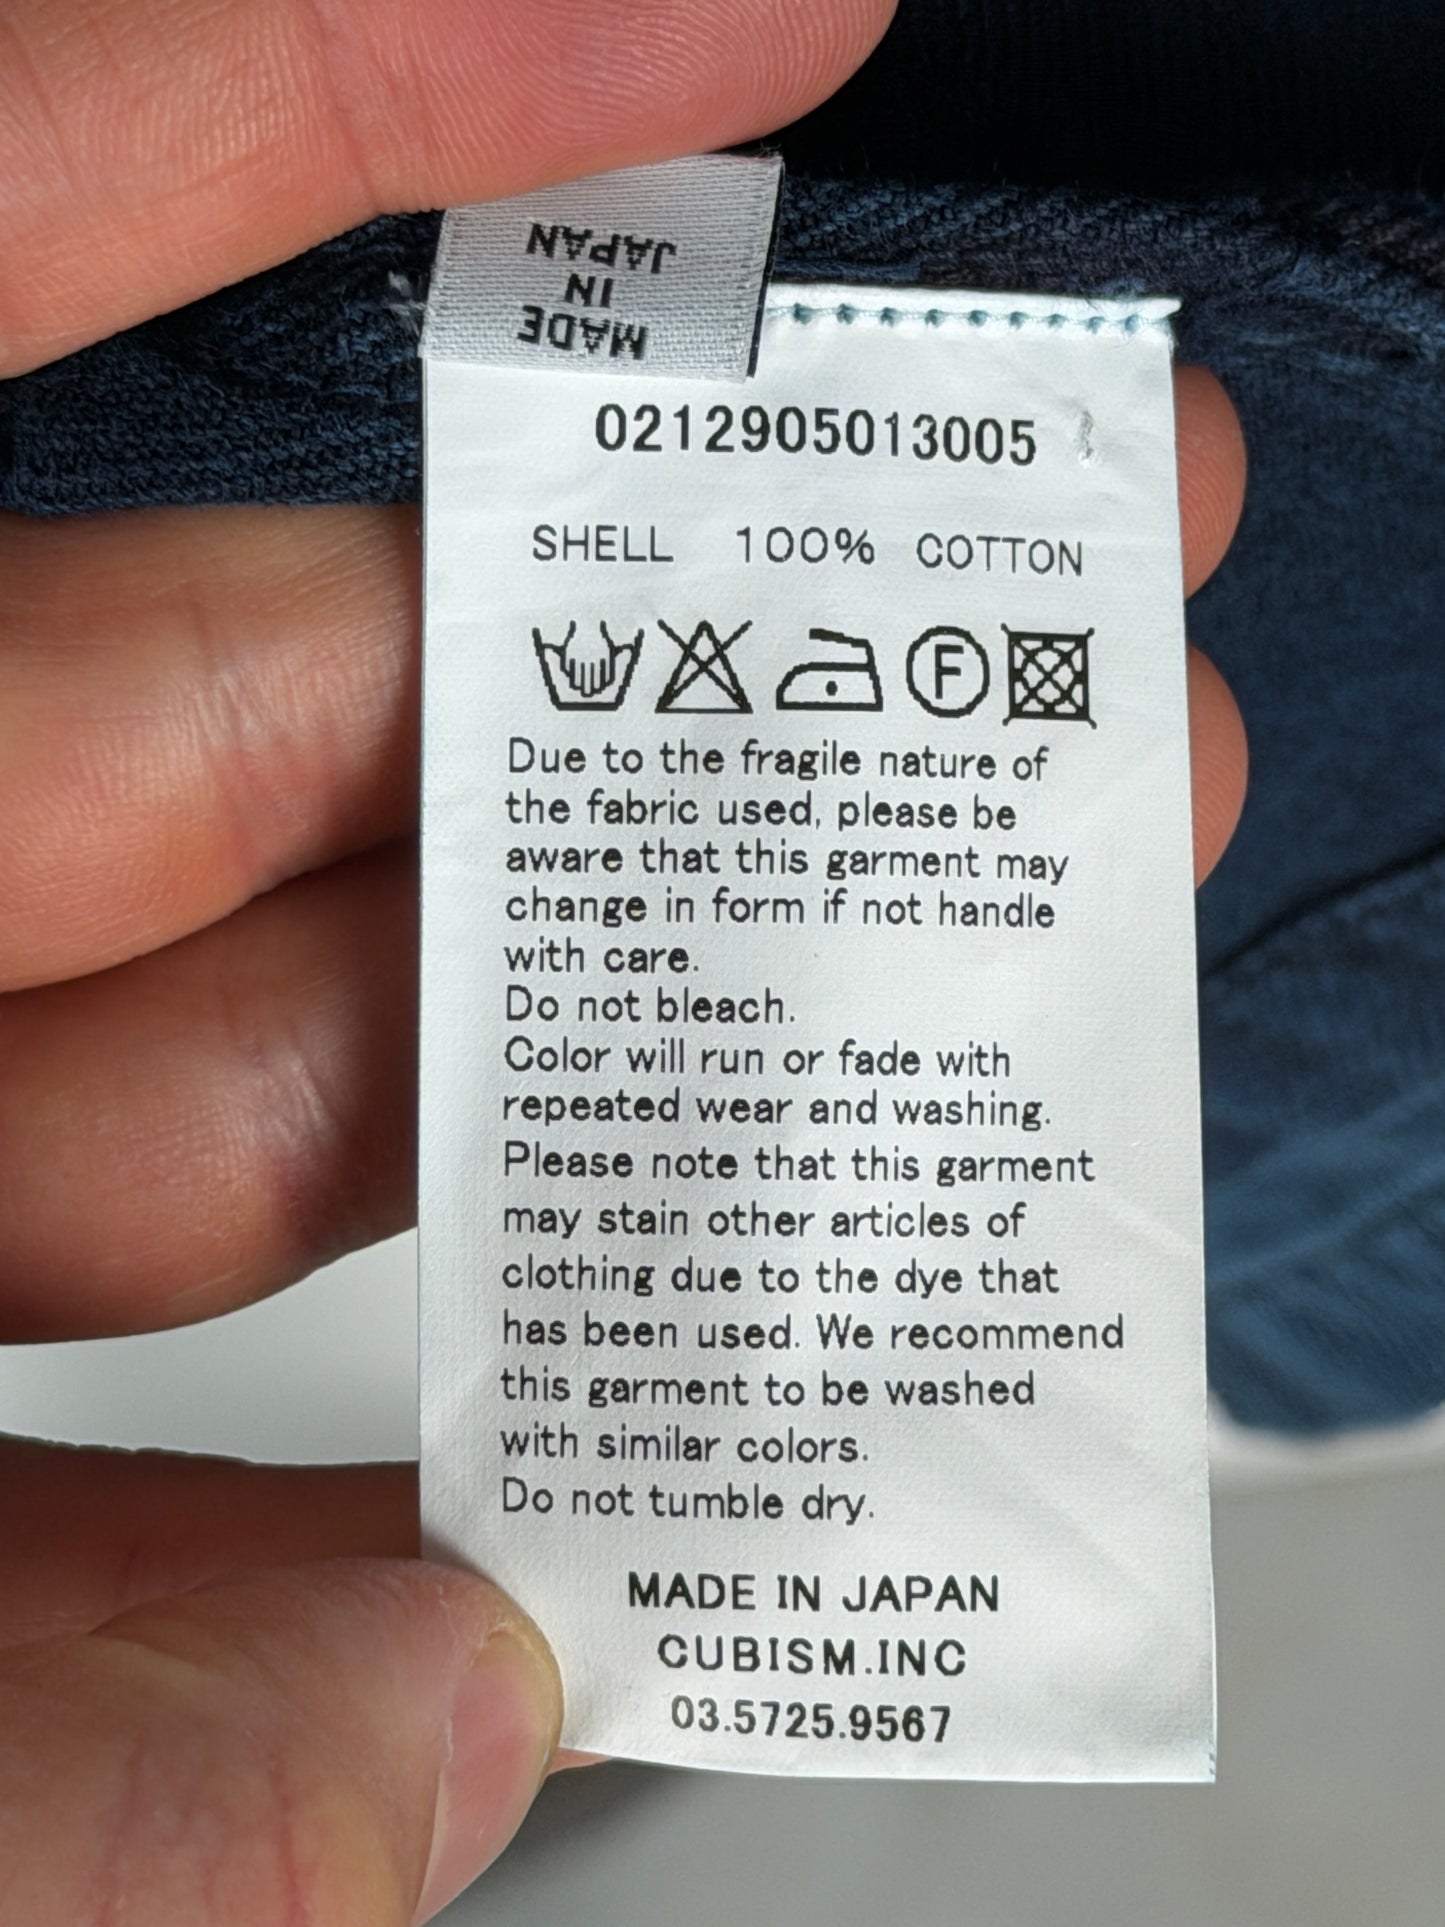 MADE
IN
JAPAN
0212905013005
SHELL 100% COTTON
F
Due to the fragile nature of
the fabric used, please be
aware that this garment may
change in form if not handle
with care.
Do not bleach.
Color will run or fade with
repeated wear and washing.
Please note that this garment
may stain other articles of
clothing due to the dye that
has been used. We recommend
this garment to be washed
with similar colors.
Do not tumble dry.
MADE IN JAPAN
CUBISM.INC
03.5725.9567